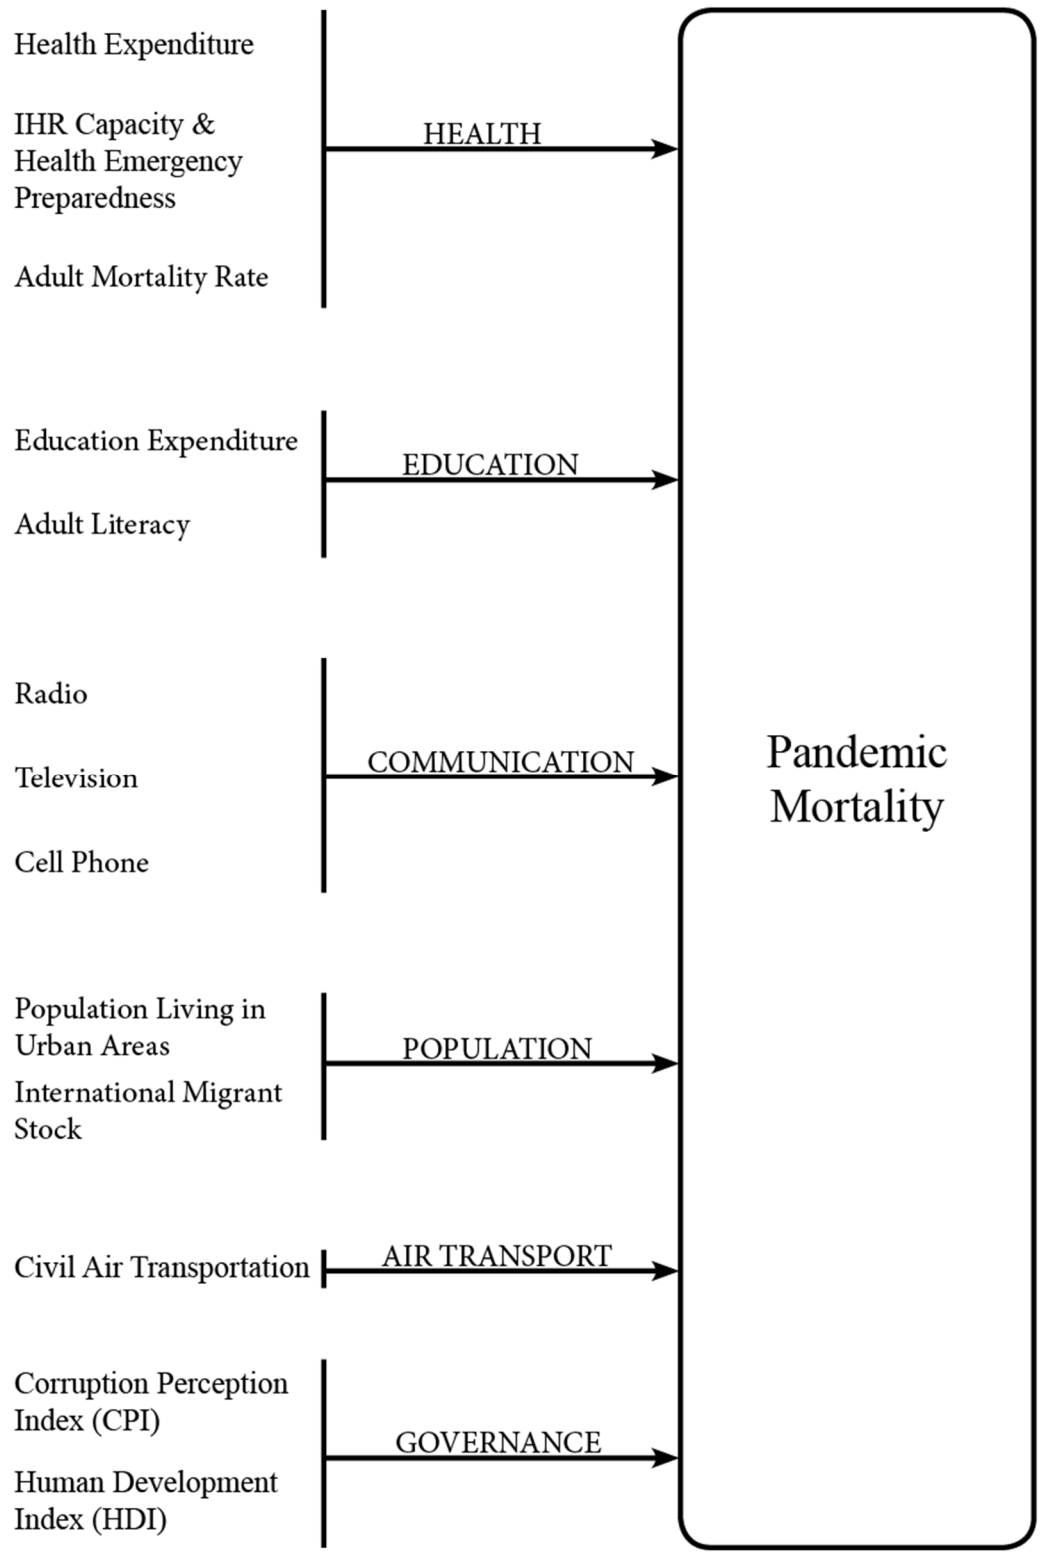 Health Expenditure
IHR Capacity &
Health Emergency
Preparedness
Adult Mortality Rate
HEALTH
Education Expenditure
Adult Literacy
EDUCATION
Radio
Television
Cell Phone
COMMUNICATION
Population Living in
Urban Areas
International Migrant
Stock
POPULATION
Civil Air Transportation
AIR TRANSPORT
Corruption Perception
Index (CPI)
Human Development
Index (HDI)
GOVERNANCE
Pandemic
Mortality